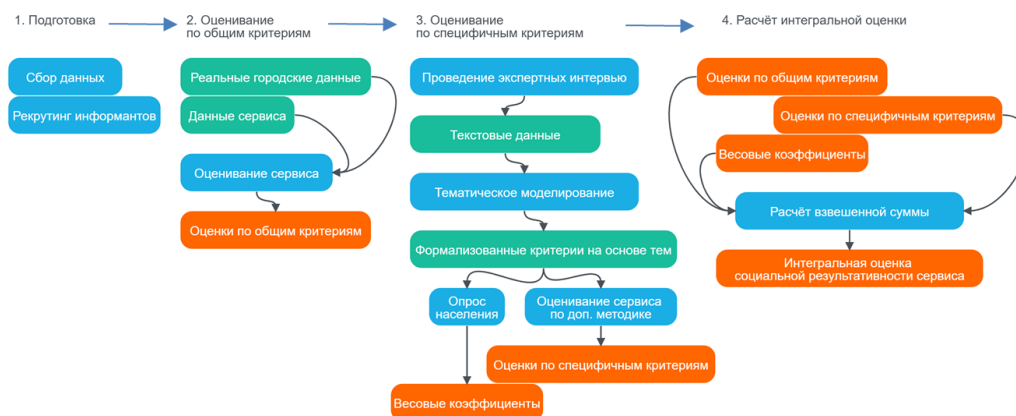 1. Подготовка
2. Оценивание
по общим критериям
3. Оценивание
по специфичным критериям
4. Расчёт интегральной оценки
Сбор данных
Рекрутинг информантов
Реальные городские данные
Данные сервиса
Оценивание сервиса
Оценки по общим критериям
Проведение экспертных интервью
Текстовые данные
Тематическое моделирование
Формализованные критерии на основе тем
Опрос
населения
Оценивание сервиса
по доп. методике
Оценки по специфичным критериям
Весовые коэффициенты
Оценки по общим критериям
Оценки по специфичным критериям
Весовые коэффициенты
Расчёт взвешенной суммы
Интегральная оценка
социальной результативности сервиса